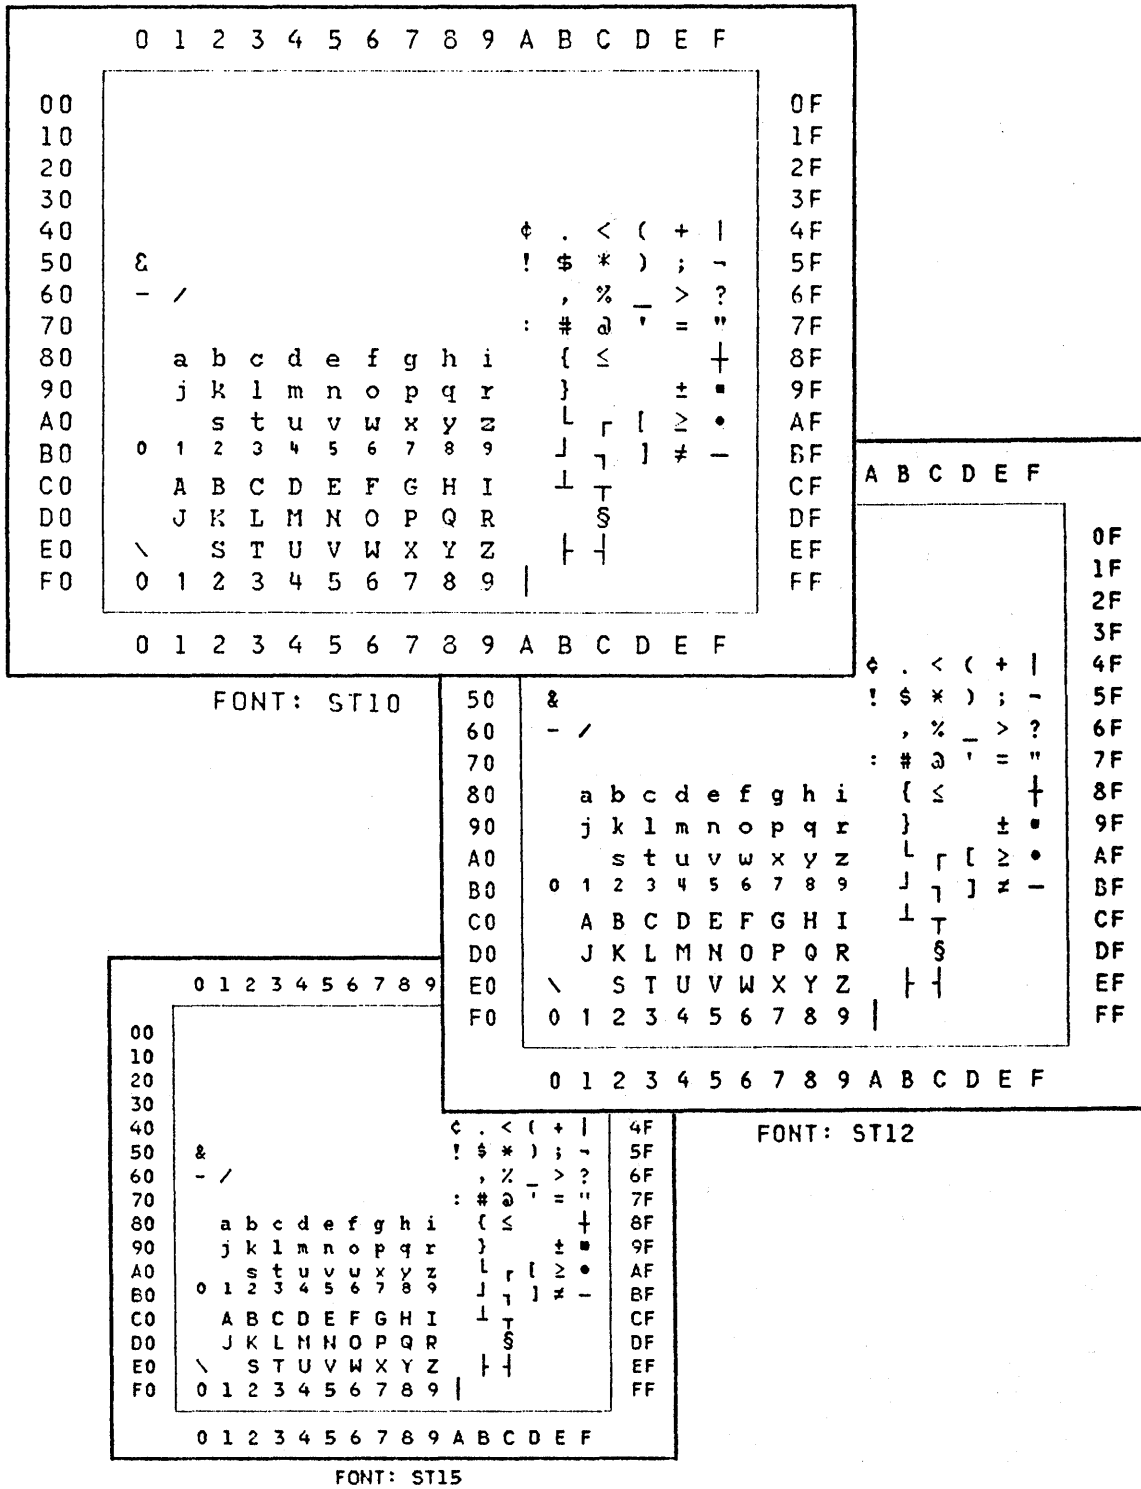 0 1 2 3 4 5 6 7 8 9 A B C D E F
00 0F
10 1F
20 2F
30 3F
40 ¢ . < ( + | 4F
50 & ! $ * ) ; ¬ 5F
60 - / , % _ > ? 6F
70 : # @ ' = " 7F
80 a b c d e f g h i { ≤ ┼ 8F
90 j k l m n o p q r } ± ■ 9F
A0 s t u v w x y z └ ┌ [ ≥ • AF
B0 0 1 2 3 4 5 6 7 8 9 ┘ ┐ ] ≠ — BF
C0 A B C D E F G H I ┴ ┬ CF
D0 J K L M N O P Q R § DF
E0 \ S T U V W X Y Z ├ ┤ EF
F0 0 1 2 3 4 5 6 7 8 9 | FF
0 1 2 3 4 5 6 7 8 9 A B C D E F
FONT: ST10
A B C D E F
0F
1F
2F
3F
¢ . < ( + | 4F
50 & ! $ * ) ; ¬ 5F
60 - / , % _ > ? 6F
70 : # @ ' = " 7F
80 a b c d e f g h i { ≤ ┼ 8F
90 j k l m n o p q r } ± ■ 9F
A0 s t u v w x y z └ ┌ [ ≥ • AF
B0 0 1 2 3 4 5 6 7 8 9 ┘ ┐ ] ≠ — BF
C0 A B C D E F G H I ┴ ┬ CF
D0 J K L M N O P Q R § DF
E0 \ S T U V W X Y Z ├ ┤ EF
F0 0 1 2 3 4 5 6 7 8 9 | FF
0 1 2 3 4 5 6 7 8 9 A B C D E F
FONT: ST12
0 1 2 3 4 5 6 7 8 9
00
10
20
30
40 ¢ . < ( + | 4F
50 & ! $ * ) ; ¬ 5F
60 - / , % _ > ? 6F
70 : # @ ' = " 7F
80 a b c d e f g h i { ≤ ┼ 8F
90 j k l m n o p q r } ± ■ 9F
A0 s t u v w x y z └ ┌ [ ≥ • AF
B0 0 1 2 3 4 5 6 7 8 9 ┘ ┐ ] ≠ — BF
C0 A B C D E F G H I ┴ ┬ CF
D0 J K L M N O P Q R § DF
E0 \ S T U V W X Y Z ├ ┤ EF
F0 0 1 2 3 4 5 6 7 8 9 | FF
0 1 2 3 4 5 6 7 8 9 A B C D E F
FONT: ST15